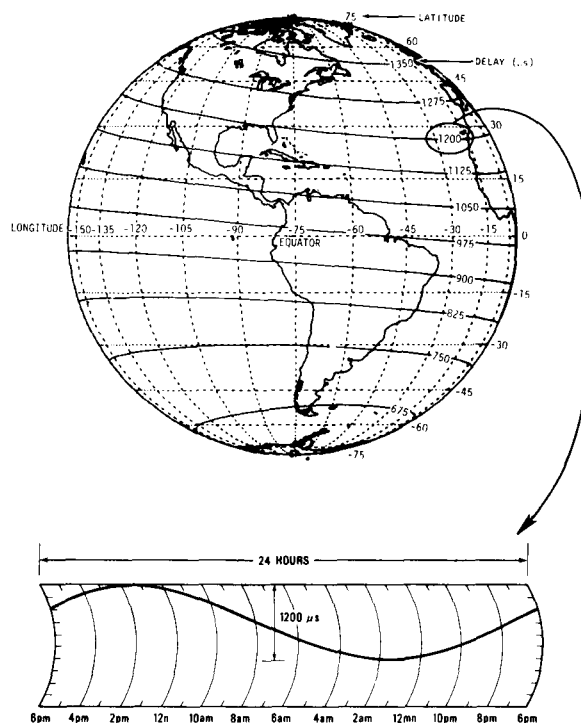 75 LATITUDE
60
1350 DELAY (μs)
45
1275
30
1200
1125
15
1050
LONGITUDE -150 -135 -120 -90 -75 -60 -45 -30 -15 0
EQUATOR
975
900
-15
825
-30
750
-45
675
-60
-75
24 HOURS
1200 μs
6pm 4pm 2pm 12n 10am 8am 6am 4am 2am 12mn 10pm 8pm 6pm